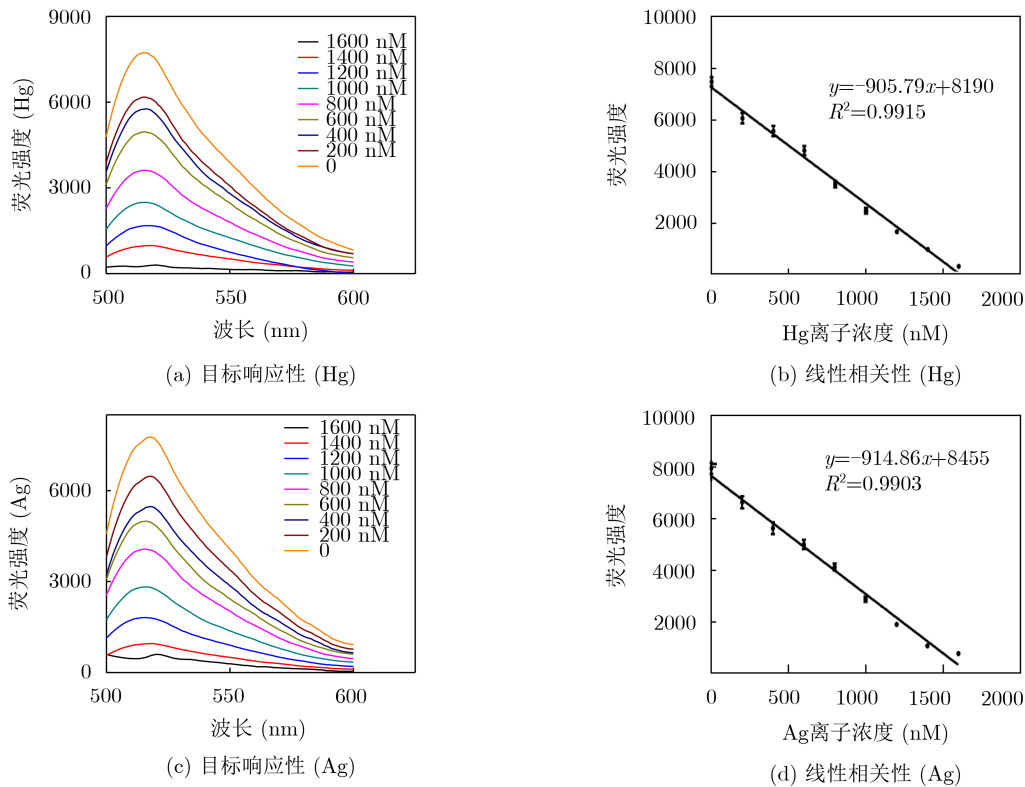 9000
6000
3000
0
500
550
600
荧光强度 (Hg)
波长 (nm)
1600 nM
1400 nM
1200 nM
1000 nM
800 nM
600 nM
400 nM
200 nM
0
(a) 目标响应性 (Hg)
10000
8000
6000
4000
2000
0
500
1000
1500
2000
荧光强度
Hg离子浓度 (nM)
y=−905.79x+8190
R²=0.9915
(b) 线性相关性 (Hg)
6000
3000
0
500
550
600
荧光强度 (Ag)
波长 (nm)
1600 nM
1400 nM
1200 nM
1000 nM
800 nM
600 nM
400 nM
200 nM
0
(c) 目标响应性 (Ag)
10000
8000
6000
4000
2000
0
500
1000
1500
2000
荧光强度
Ag离子浓度 (nM)
y=−914.86x+8455
R²=0.9903
(d) 线性相关性 (Ag)